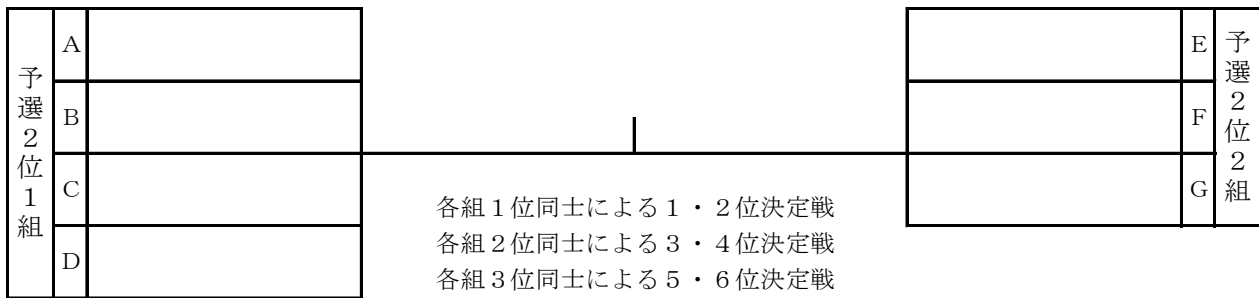 予選２位１組
A
B
C
D
各組１位同士による１・２位決定戦
各組２位同士による３・４位決定戦
各組３位同士による５・６位決定戦
E
F
G
予選２位２組